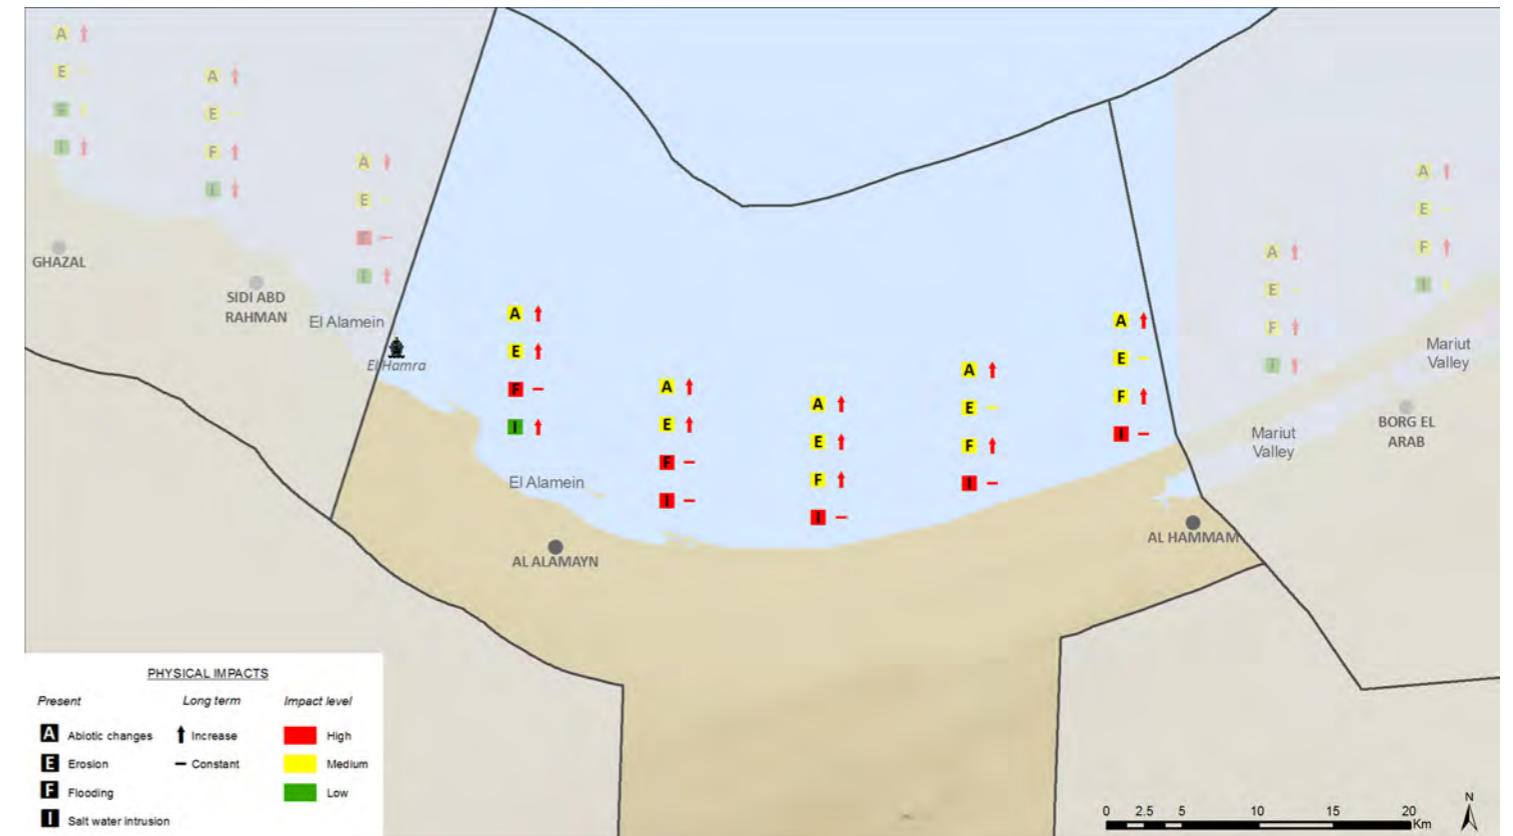 A
E
I
A
E
F
I
A
E
I
GHAZAL
SIDI ABD
RAHMAN
El Alamein
El Hamra
A
E
F
I
A
E
F
I
A
E
F
I
A
E
F
I
A
E
F
I
El Alamein
AL ALAMAYN
AL HAMMAM
A
E
F
I
A
E
F
I
Mariut
Valley
Mariut
Valley
BORG EL
ARAB
PHYSICAL IMPACTS
Present Long term Impact level
A Abiotic changes Increase High
E Erosion Constant Medium
F Flooding Low
I Salt water intrusion
0 2.5 5 10 15 20
Km
N